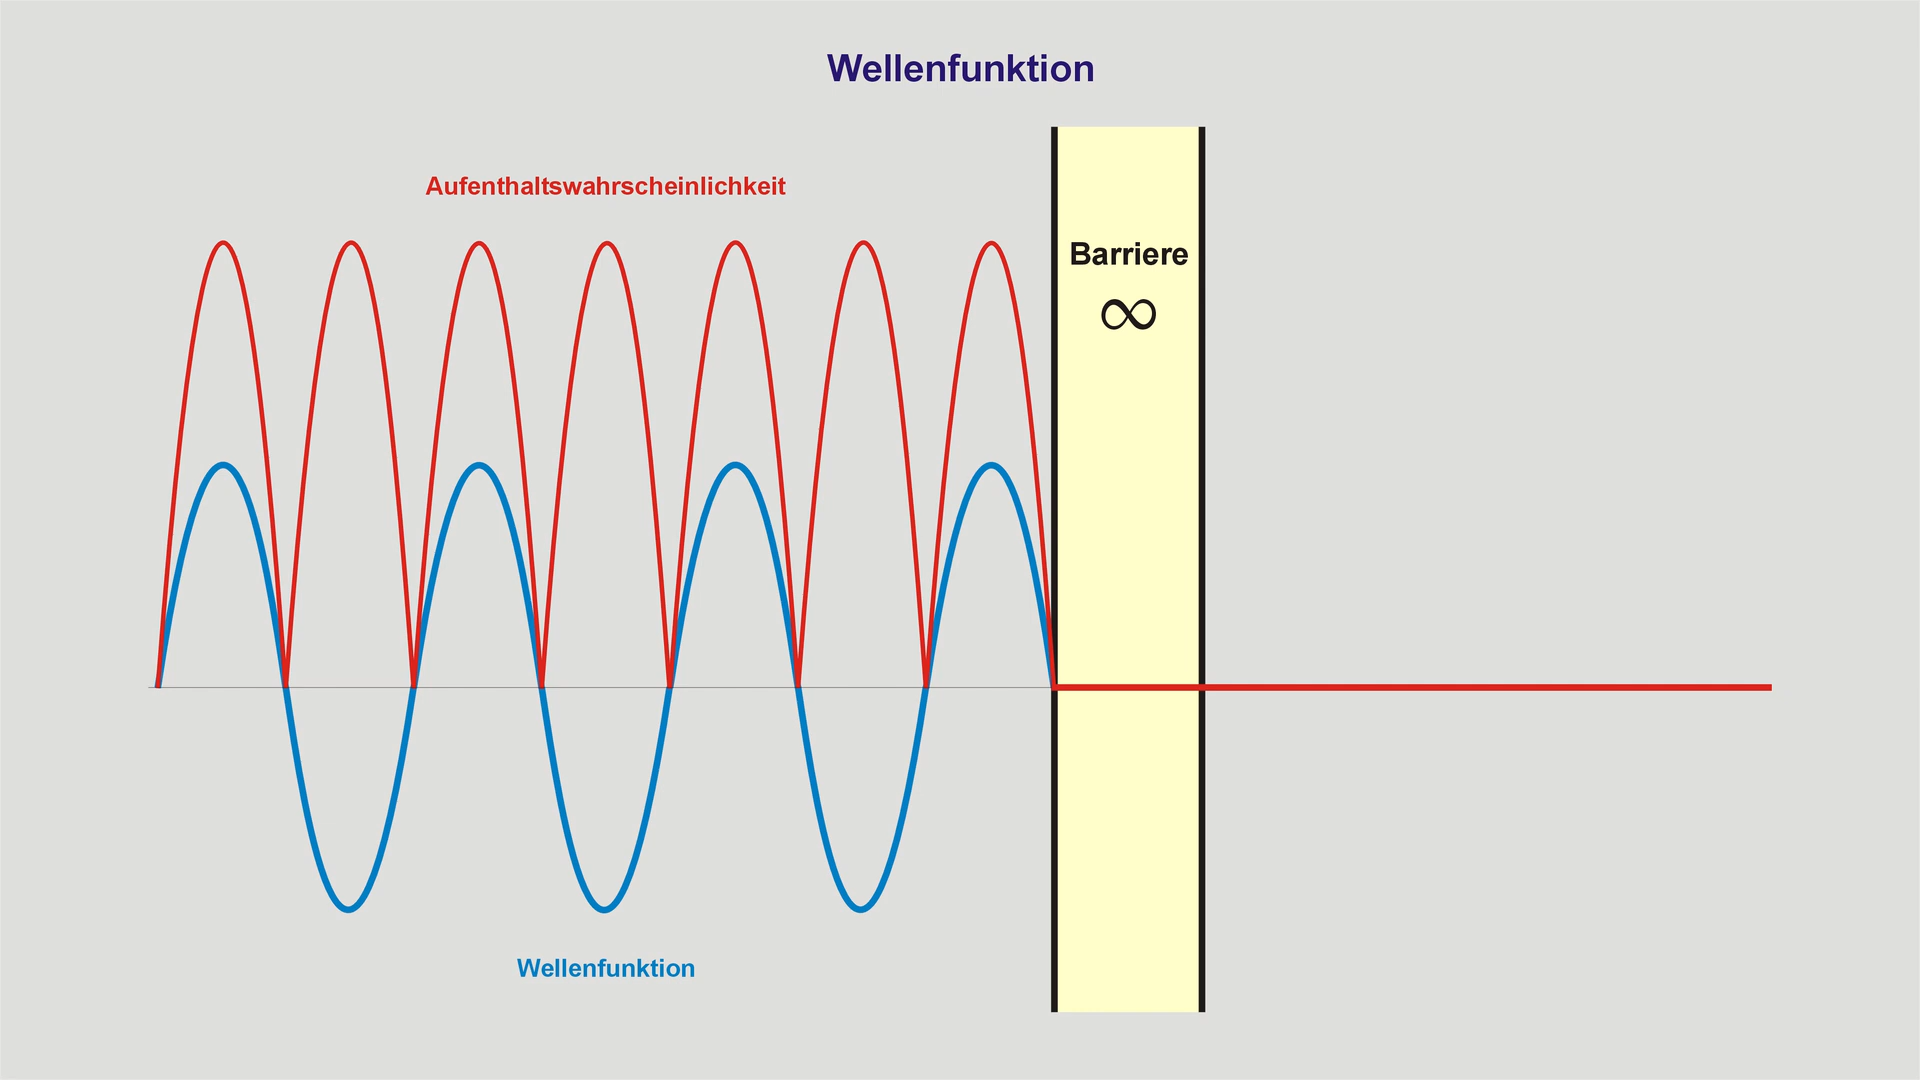 Wellenfunktion
Aufenthaltswahrscheinlichkeit
Barriere
∞
Wellenfunktion